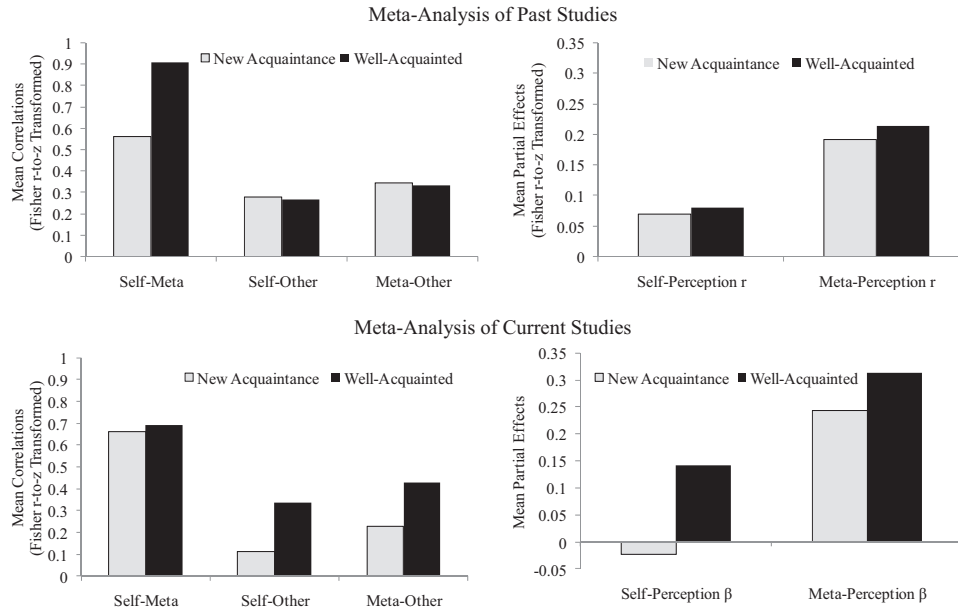 Meta-Analysis of Past Studies
Mean Correlations
(Fisher r-to-z Transformed)
1
0.9
0.8
0.7
0.6
0.5
0.4
0.3
0.2
0.1
0
New Acquaintance
Well-Acquainted
Self-Meta
Self-Other
Meta-Other
Mean Partial Effects
(Fisher r-to-z Transformed)
0.35
0.3
0.25
0.2
0.15
0.1
0.05
0
New Acquaintance
Well-Acquainted
Self-Perception r
Meta-Perception r
Meta-Analysis of Current Studies
Mean Correlations
(Fisher r-to-z Transformed)
1
0.9
0.8
0.7
0.6
0.5
0.4
0.3
0.2
0.1
0
New Acquaintance
Well-Acquainted
Self-Meta
Self-Other
Meta-Other
Mean Partial Effects
0.35
0.3
0.25
0.2
0.15
0.1
0.05
0
-0.05
New Acquaintance
Well-Acquainted
Self-Perception β
Meta-Perception β